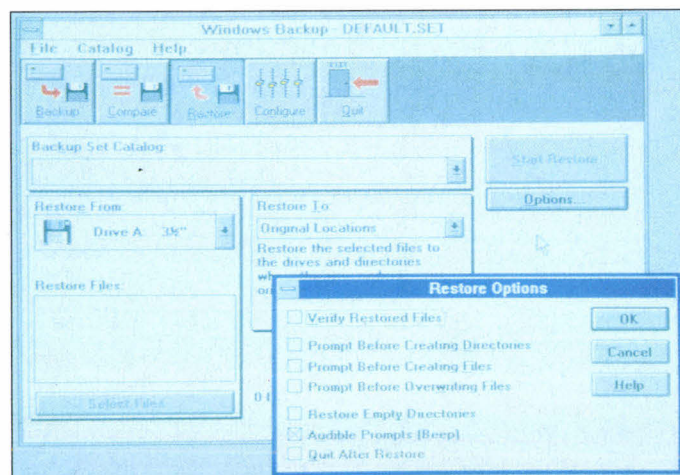 Windows Backup - DEFAULT.SET
File Catalog Help
Backup Compare Restore Configure Quit
Backup Set Catalog:
Start Restore
Options...
Restore From:
Drive A 3½"
Restore To:
Original Locations
Restore the selected files to
the drives and directories
Restore Files:
Select Files...
Restore Options
Verify Restored Files
Prompt Before Creating Directories
Prompt Before Creating Files
Prompt Before Overwriting Files
Restore Empty Directories
Audible Prompts (Beep)
Quit After Restore
OK
Cancel
Help